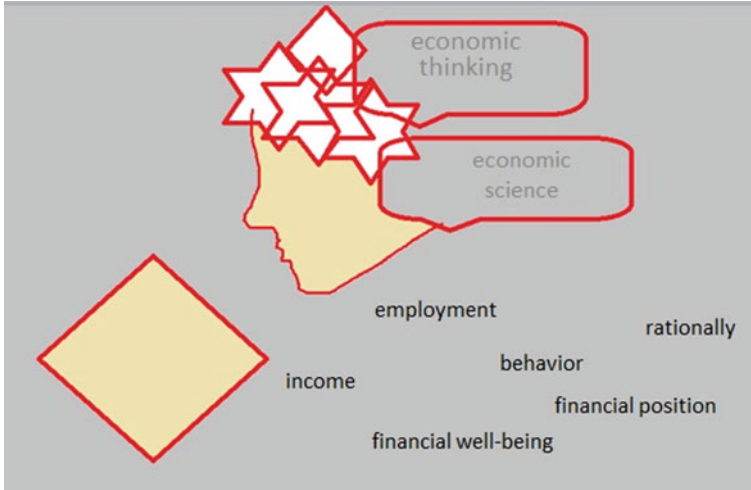 economic
thinking
economic
science
employment
rationally
behavior
income
financial position
financial well-being